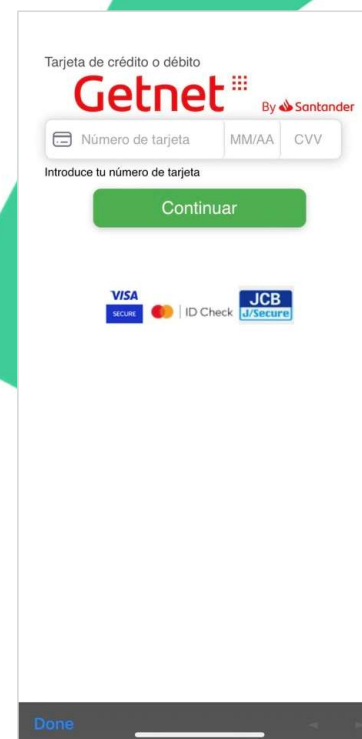 Tarjeta de crédito o débito
Getnet
By Santander
Número de tarjeta MM/AA CVV
Introduce tu número de tarjeta
Continuar
VISA
SECURE
ID Check
JCB
J/Secure
Done